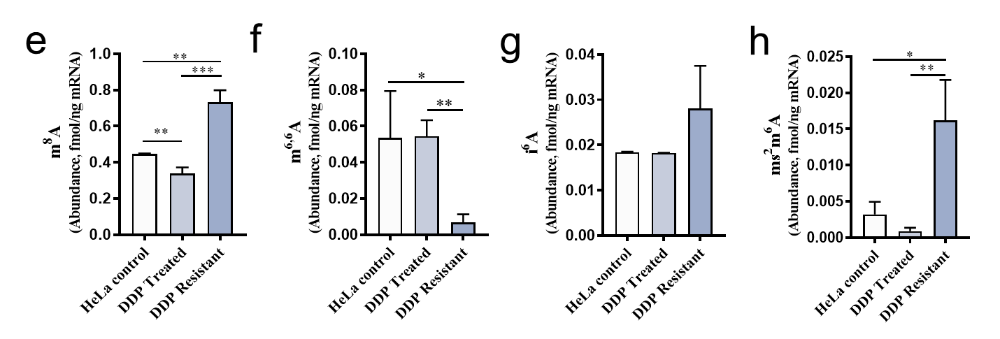 e
m⁸A
(Abundance, fmol/ng mRNA)
1.0
0.8
0.6
0.4
0.2
0.0
**
***
**
HeLa control
DDP Treated
DDP Resistant
f
m⁶,⁶A
(Abundance, fmol/ng mRNA)
0.10
0.08
0.06
0.04
0.02
0.00
*
**
HeLa control
DDP Treated
DDP Resistant
g
i⁶A
(Abundance, fmol/ng mRNA)
0.04
0.03
0.02
0.01
0.00
HeLa control
DDP Treated
DDP Resistant
h
ms²m⁶A
(Abundance, fmol/ng mRNA)
0.025
0.020
0.015
0.010
0.005
0.000
*
**
HeLa control
DDP Treated
DDP Resistant